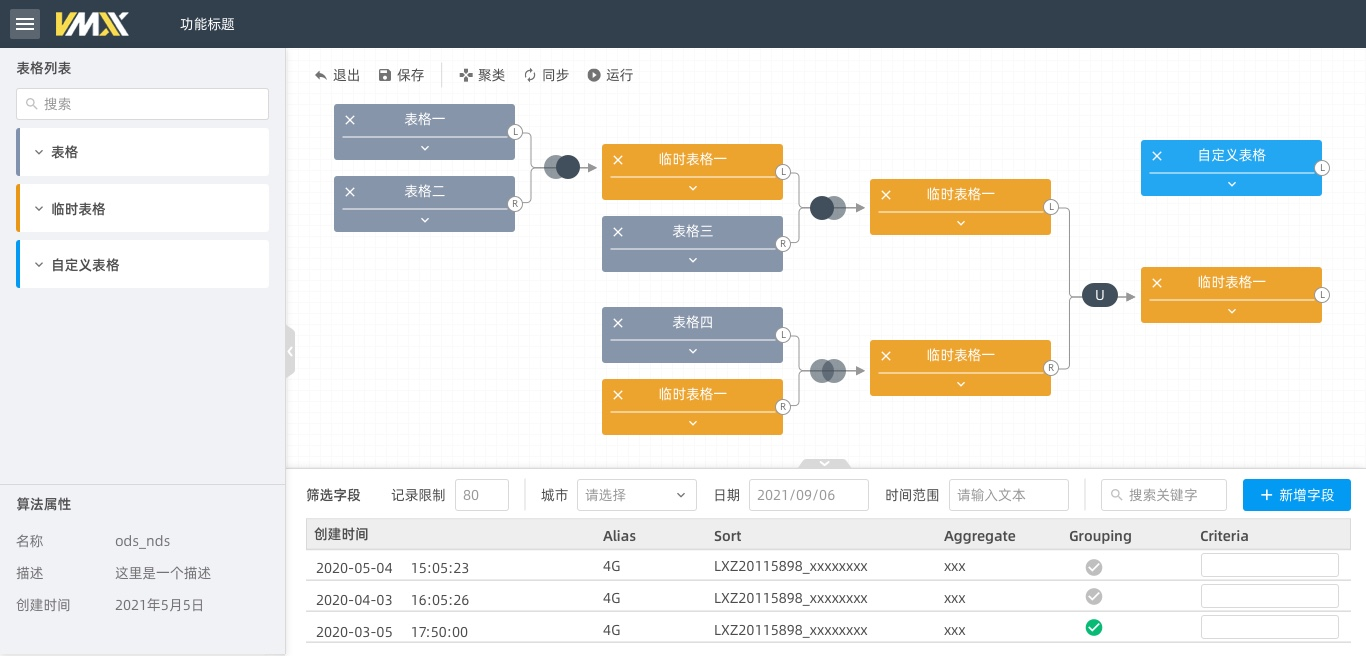 VMX 功能标题
表格列表
搜索
表格
临时表格
自定义表格
算法属性
名称 ods_nds
描述 这里是一个描述
创建时间 2021年5月5日
退出 保存 聚类 同步 运行
表格一
L
表格二
R
临时表格一
L
表格三
R
表格四
L
临时表格一
R
临时表格一
L
临时表格一
R
U
自定义表格
L
临时表格一
L
筛选字段 记录限制 80 城市 请选择 日期 2021/09/06 时间范围 请输入文本 搜索关键字 新增字段
创建时间 Alias Sort Aggregate Grouping Criteria
2020-05-04 15:05:23 4G LXZ20115898_xxxxxxxx xxx
2020-04-03 16:05:26 4G LXZ20115898_xxxxxxxx xxx
2020-03-05 17:50:00 4G LXZ20115898_xxxxxxxx xxx